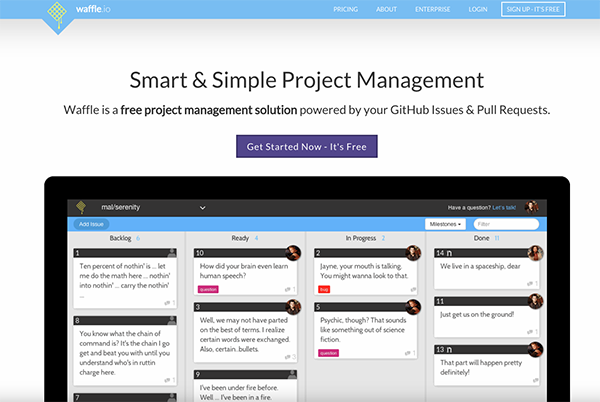 waffle.io
PRICING ABOUT ENTERPRISE LOGIN SIGN UP - IT'S FREE
Smart & Simple Project Management
Waffle is a free project management solution powered by your GitHub Issues & Pull Requests.
Get Started Now - It's Free
mal/serenity
Have a question? Let's talk!
Add Issue
Milestones
Filter
Backlog 6
1
Ten percent of nothin' is ... let
me do the math here ... nothin'
into nothin' ... carry the nothin'
...
1
8
You know what the chain of
command is? It's the chain I go
get and beat you with until you
understand who's in ruttin
charge here.
1
7
Ready 4
10
How did your brain even learn
human speech?
question
1
3
Well, we may not have parted
on the best of terms. I realize
certain words were exchanged.
Also. certain..bullets.
3
9
I've been under fire before.
Well ... I've been in a fire.
In Progress 2
2
Jayne, your mouth is talking.
You might wanna look to that.
bug
1
5
Psychic, though? That sounds
like something out of science
fiction.
question
1
Done 11
14
We live in a spaceship, dear
1
11
Just get us on the ground!
1
13
That part will happen pretty
definitely!
1